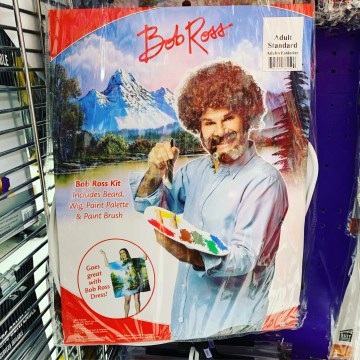 Bob Ross
Adult
Standard
Bob Ross Kit
Includes Beard,
Wig, Paint Palette
& Paint Brush
Goes
great
with
Bob Ross
Dress!